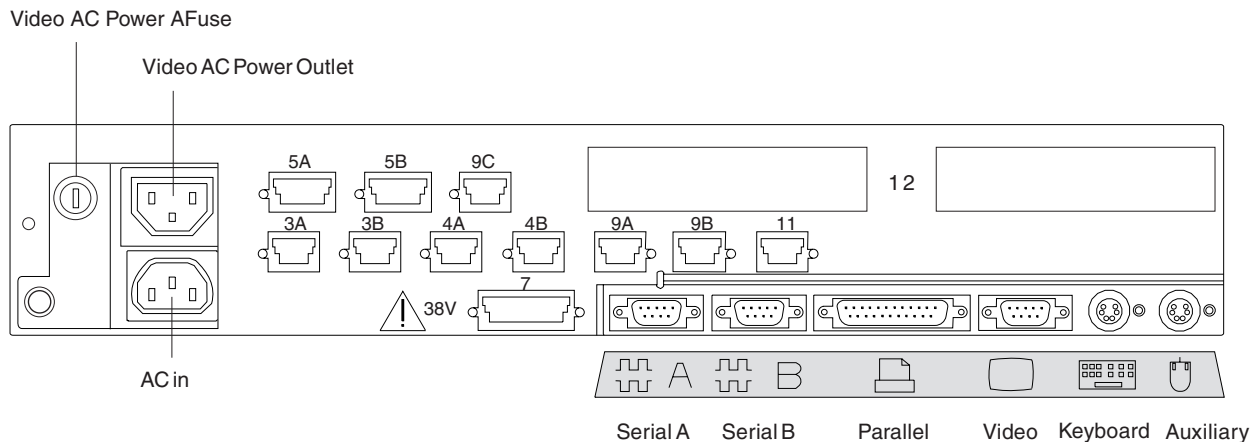 Video AC Power AFuse
Video AC Power Outlet
5A 5B 9C
12
3A 3B 4A 4B 9A 9B 11
7
38V
A B
AC in
Serial A Serial B Parallel Video Keyboard Auxiliary